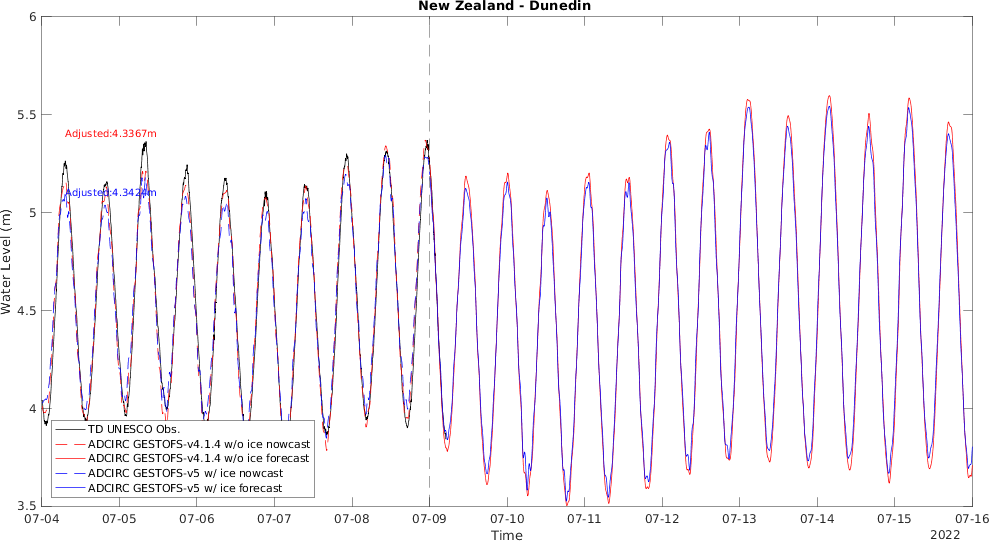 New Zealand - Dunedin
6
5.5
5
4.5
4
3.5
Water Level (m)
Adjusted:4.3367m
Adjusted:4.3424m
TD UNESCO Obs.
ADCIRC GESTOFS-v4.1.4 w/o ice nowcast
ADCIRC GESTOFS-v4.1.4 w/o ice forecast
ADCIRC GESTOFS-v5 w/ ice nowcast
ADCIRC GESTOFS-v5 w/ ice forecast
07-04 07-05 07-06 07-07 07-08 07-09 07-10 07-11 07-12 07-13 07-14 07-15 07-16
Time
2022